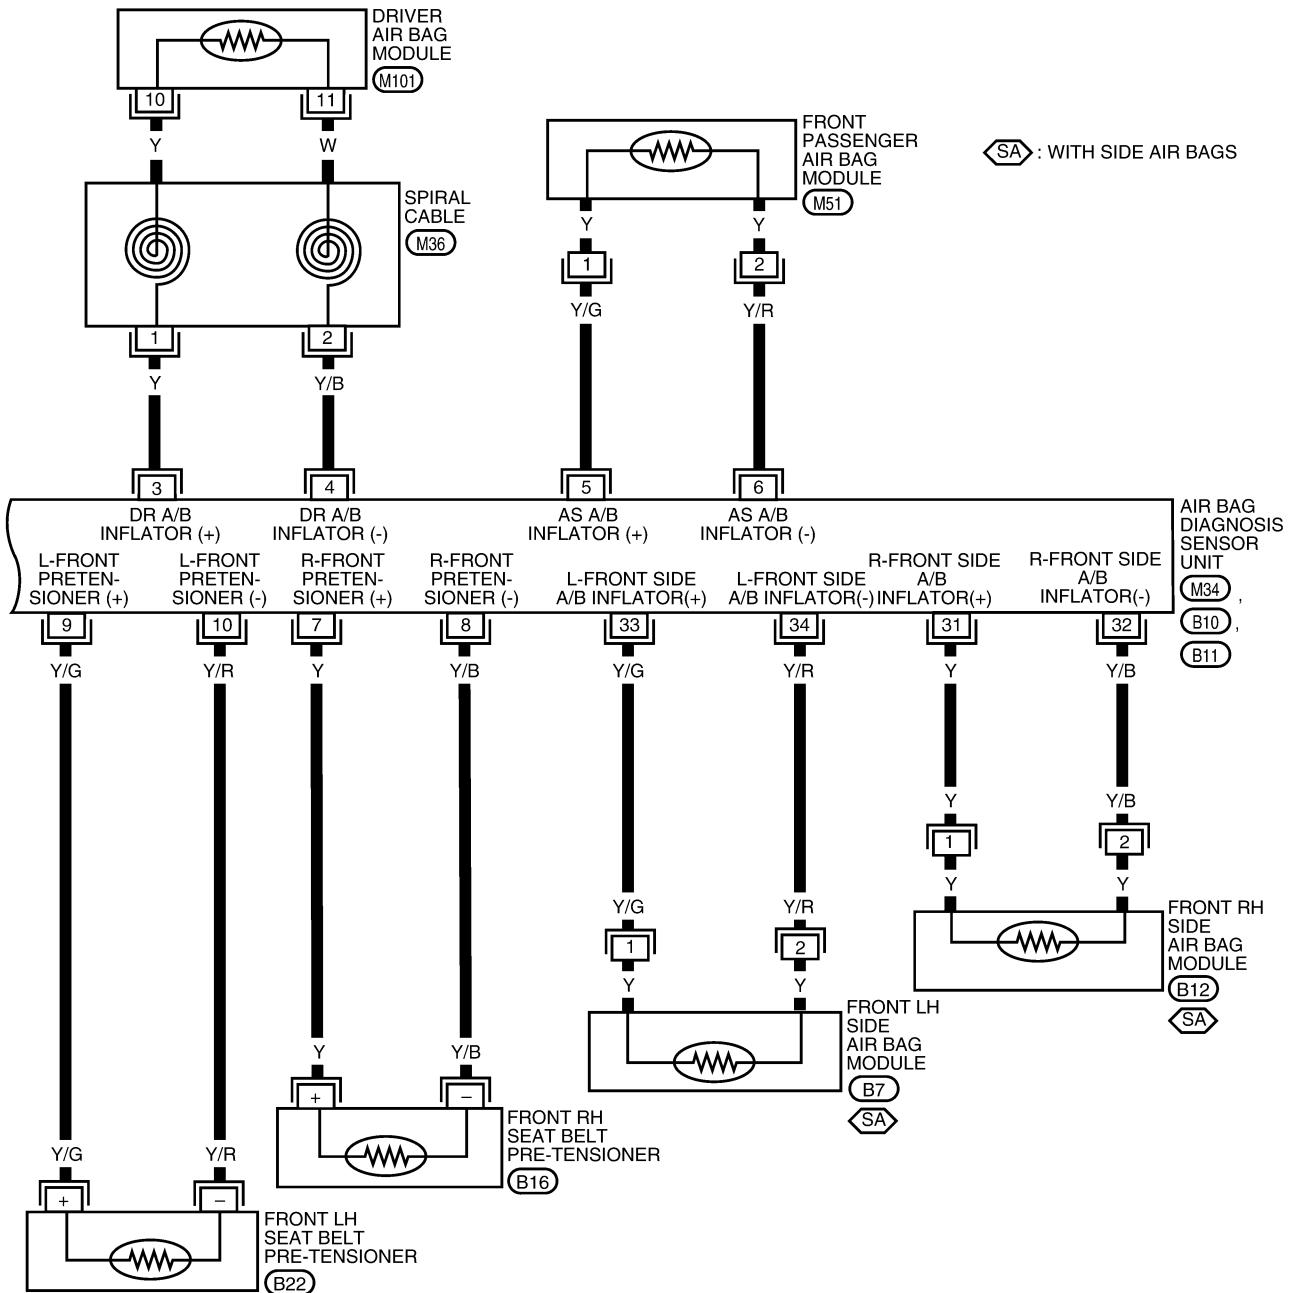 DRIVER
AIR BAG
MODULE
M101
10
11
Y
W
SPIRAL
CABLE
M36
1
2
Y
Y/B
FRONT
PASSENGER
AIR BAG
MODULE
M51
Y
Y
1
2
Y/G
Y/R
SA : WITH SIDE AIR BAGS
3
4
5
6
DR A/B
INFLATOR (+)
DR A/B
INFLATOR (-)
AS A/B
INFLATOR (+)
AS A/B
INFLATOR (-)
AIR BAG
DIAGNOSIS
SENSOR
UNIT
M34 ,
B10 ,
B11
L-FRONT
PRETEN-
SIONER (+)
L-FRONT
PRETEN-
SIONER (-)
R-FRONT
PRETEN-
SIONER (+)
R-FRONT
PRETEN-
SIONER (-)
L-FRONT SIDE
A/B INFLATOR(+)
L-FRONT SIDE
A/B INFLATOR(-)
R-FRONT SIDE
A/B
INFLATOR(+)
R-FRONT SIDE
A/B
INFLATOR(-)
9
10
7
8
33
34
31
32
Y/G
Y/R
Y
Y/B
Y/G
Y/R
Y
Y/B
Y
Y/B
1
2
Y
Y
FRONT RH
SIDE
AIR BAG
MODULE
B12
SA
Y/G
Y/R
1
2
Y
Y
FRONT LH
SIDE
AIR BAG
MODULE
B7
SA
Y
Y/B
+
–
FRONT RH
SEAT BELT
PRE-TENSIONER
B16
Y/G
Y/R
+
–
FRONT LH
SEAT BELT
PRE-TENSIONER
B22